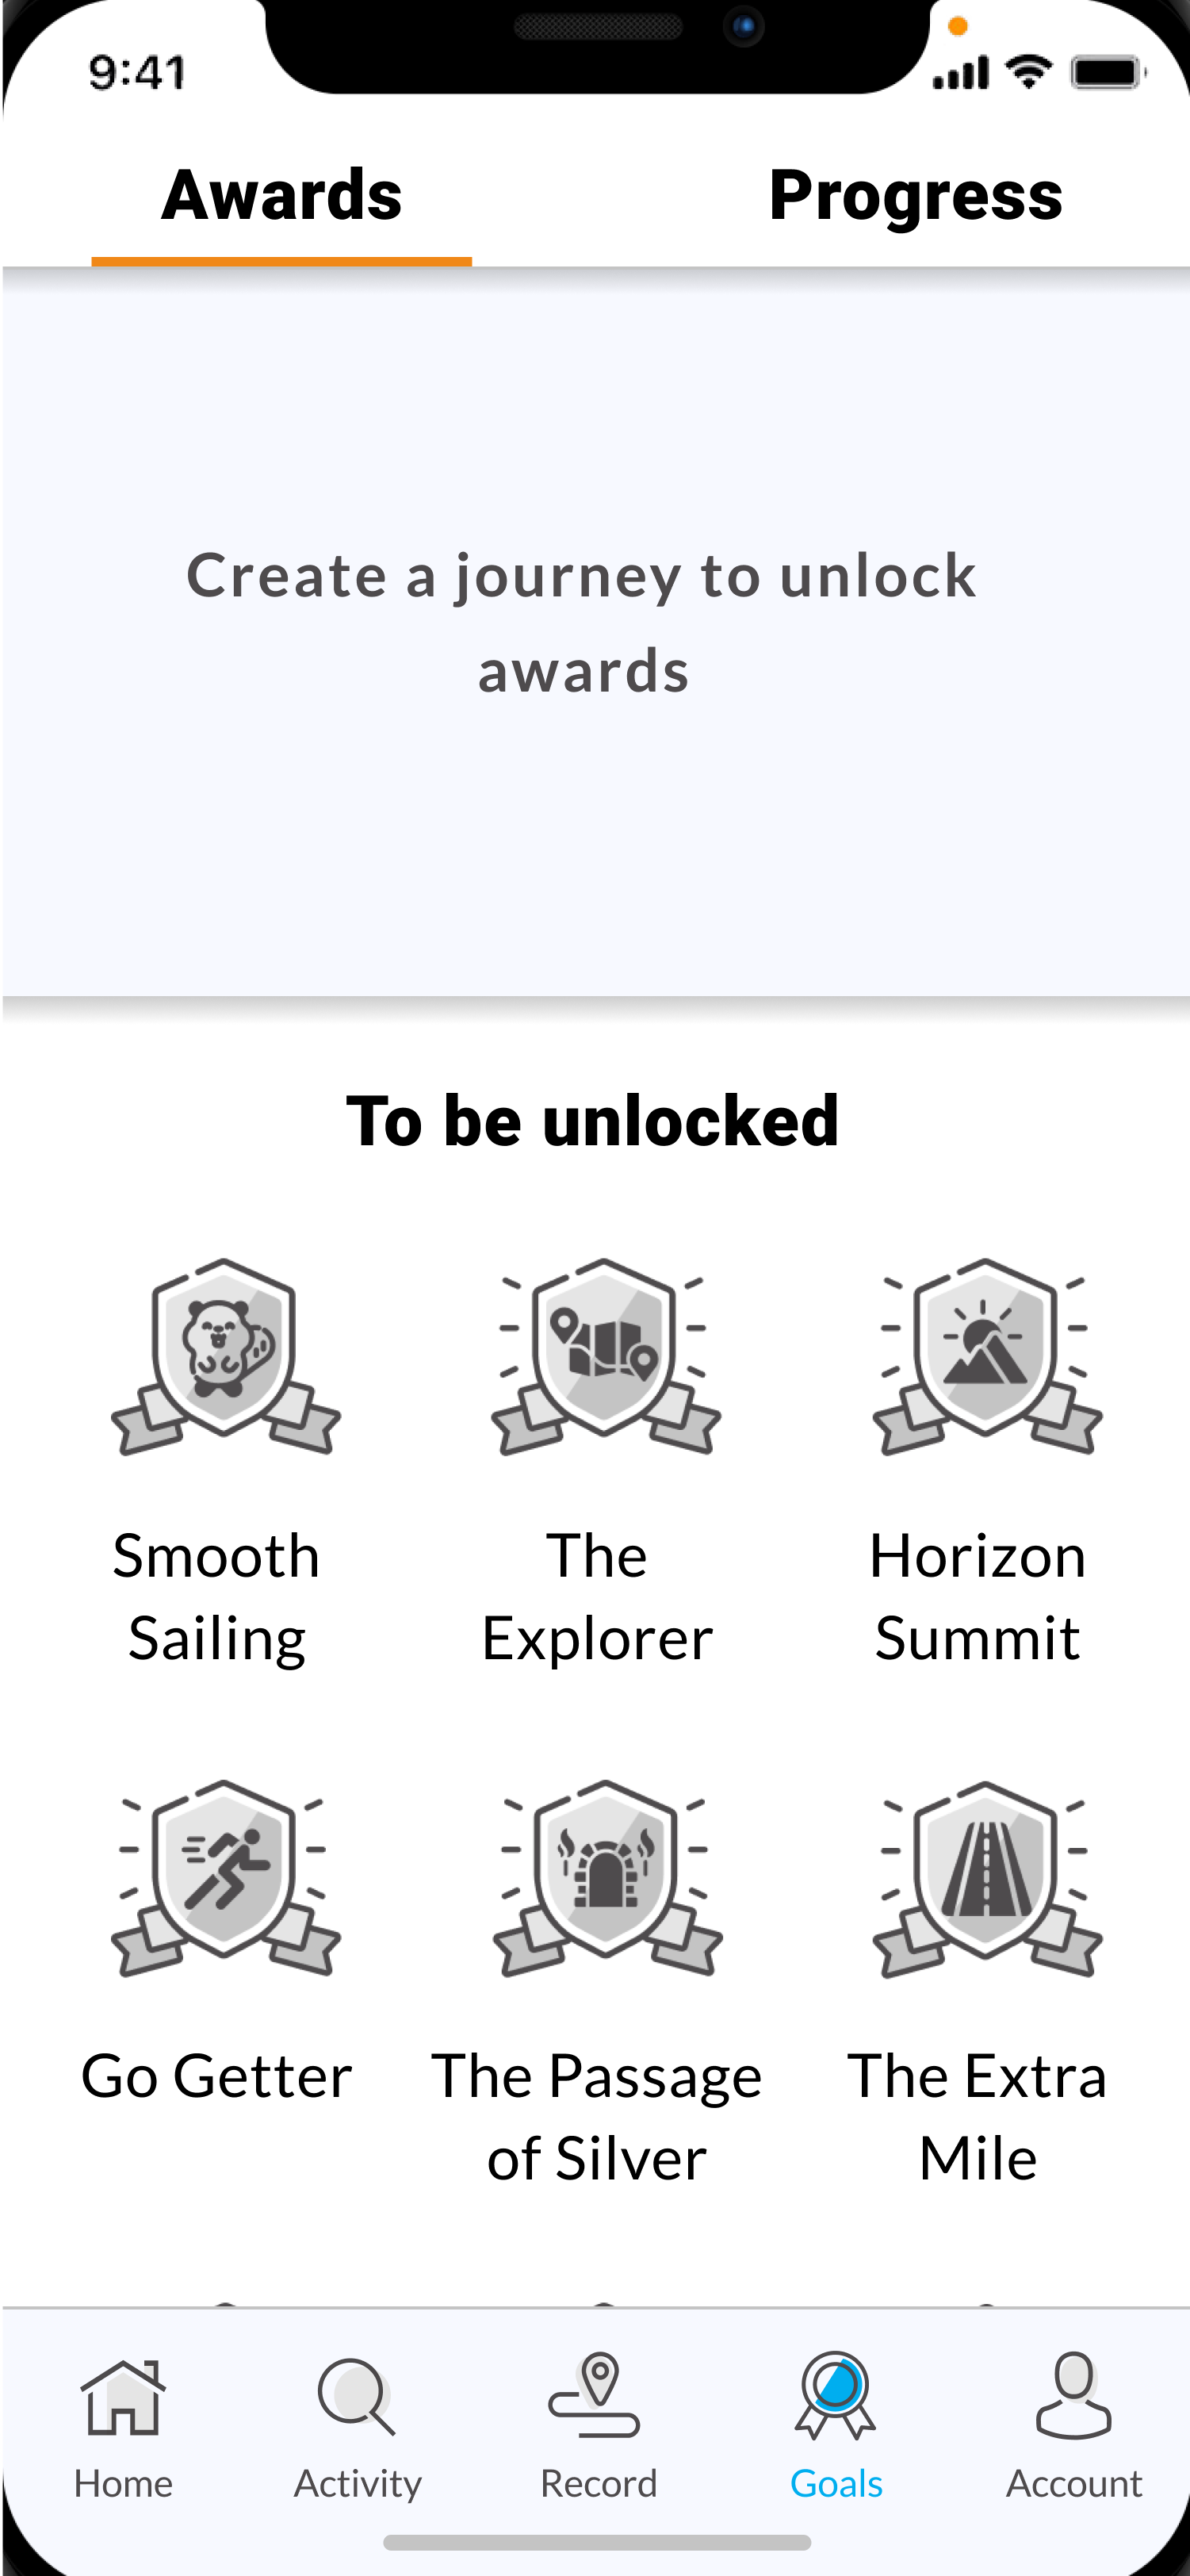 9:41
Awards
Progress
Create a journey to unlock
awards
To be unlocked
Smooth
Sailing
The
Explorer
Horizon
Summit
Go Getter
The Passage
of Silver
The Extra
Mile
Home
Activity
Record
Goals
Account